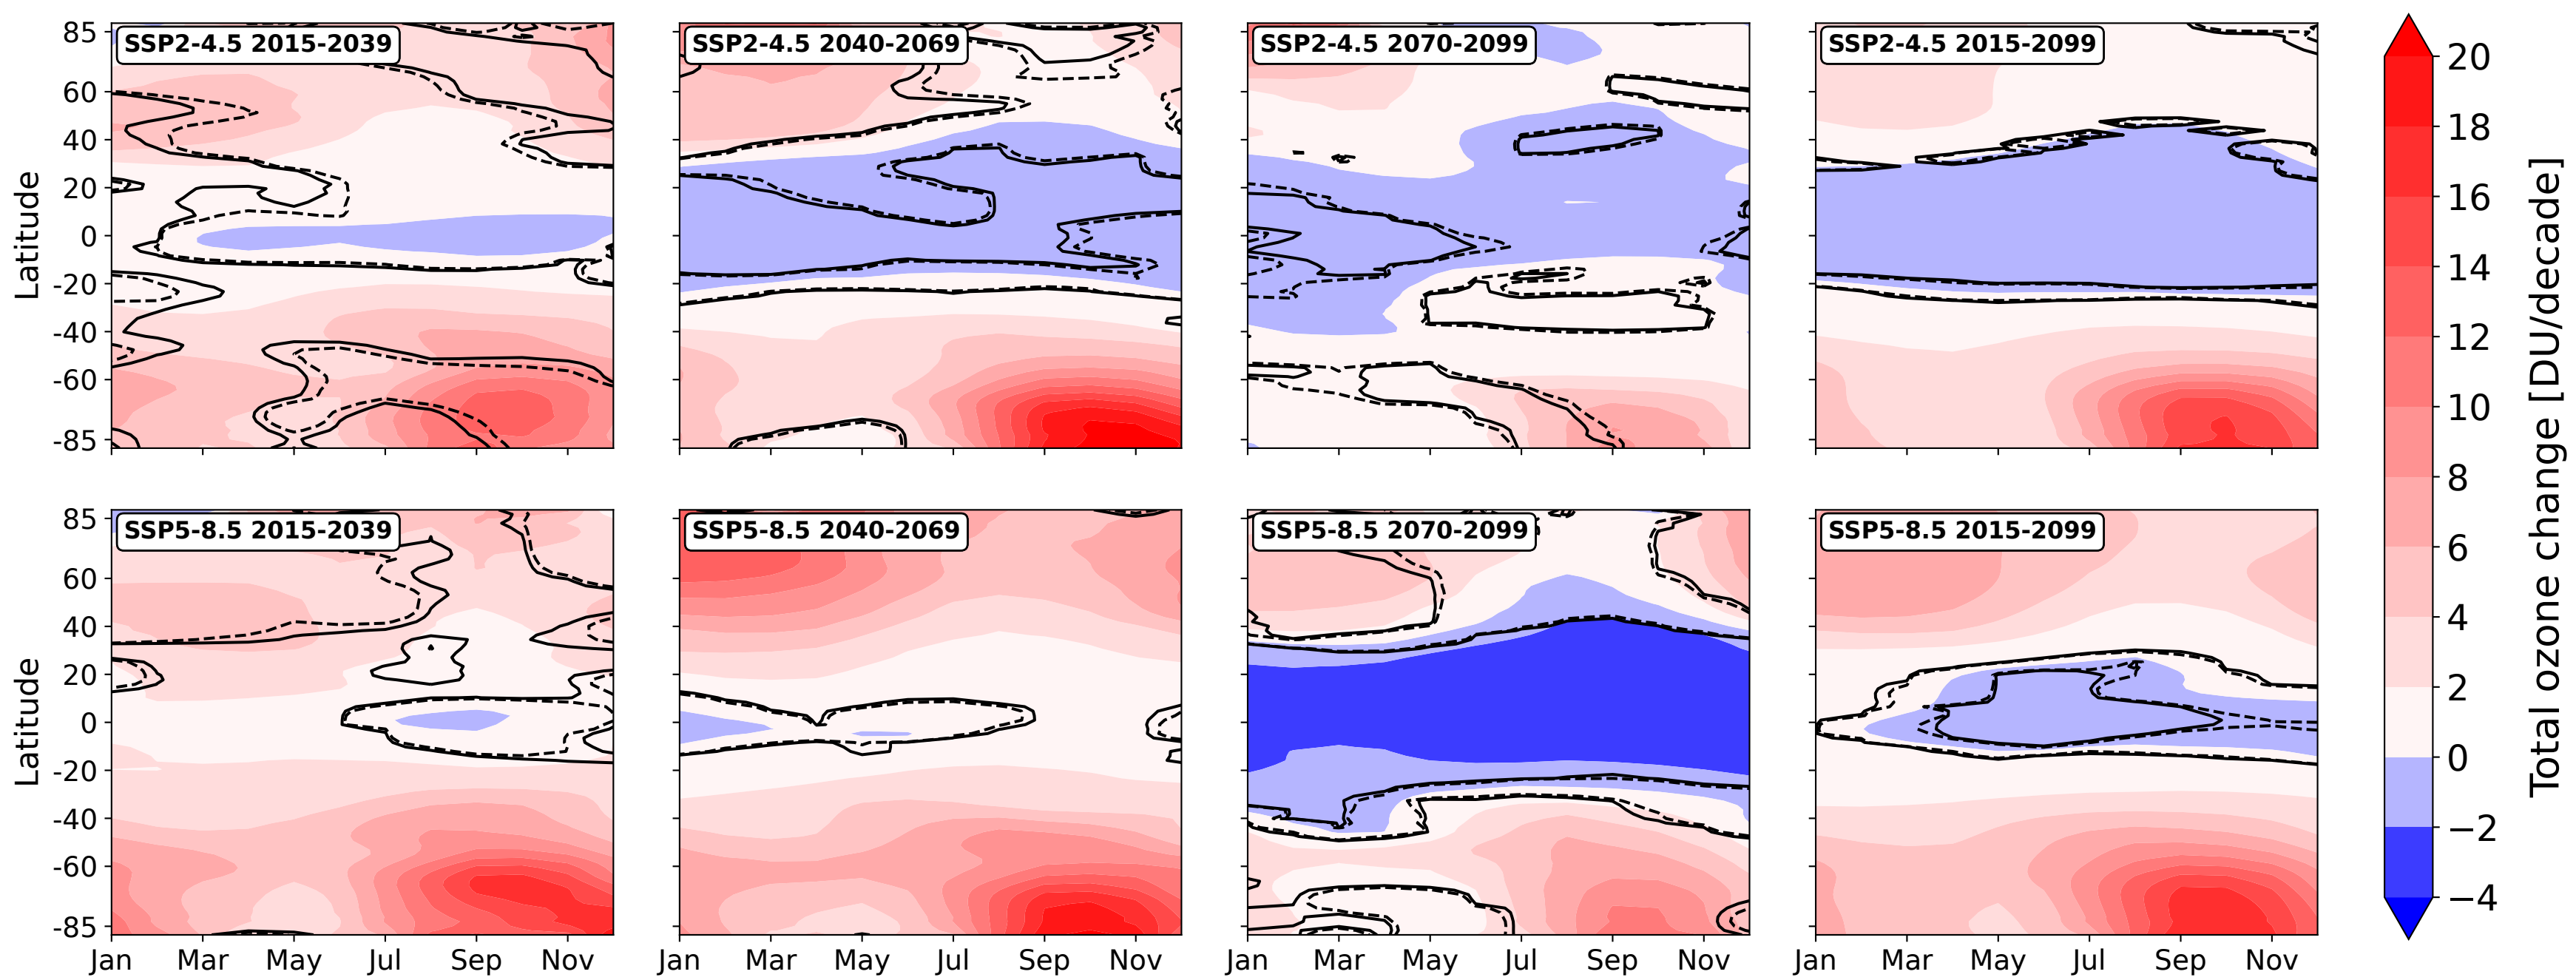 SSP2-4.5 2015-2039
SSP2-4.5 2040-2069
SSP2-4.5 2070-2099
SSP2-4.5 2015-2099
Latitude
85
60
40
20
0
-20
-40
-60
-85
SSP5-8.5 2015-2039
SSP5-8.5 2040-2069
SSP5-8.5 2070-2099
SSP5-8.5 2015-2099
Latitude
85
60
40
20
0
-20
-40
-60
-85
Jan Mar May Jul Sep Nov
Jan Mar May Jul Sep Nov
Jan Mar May Jul Sep Nov
Jan Mar May Jul Sep Nov
20
18
16
14
12
10
8
6
4
2
0
−2
−4
Total ozone change [DU/decade]